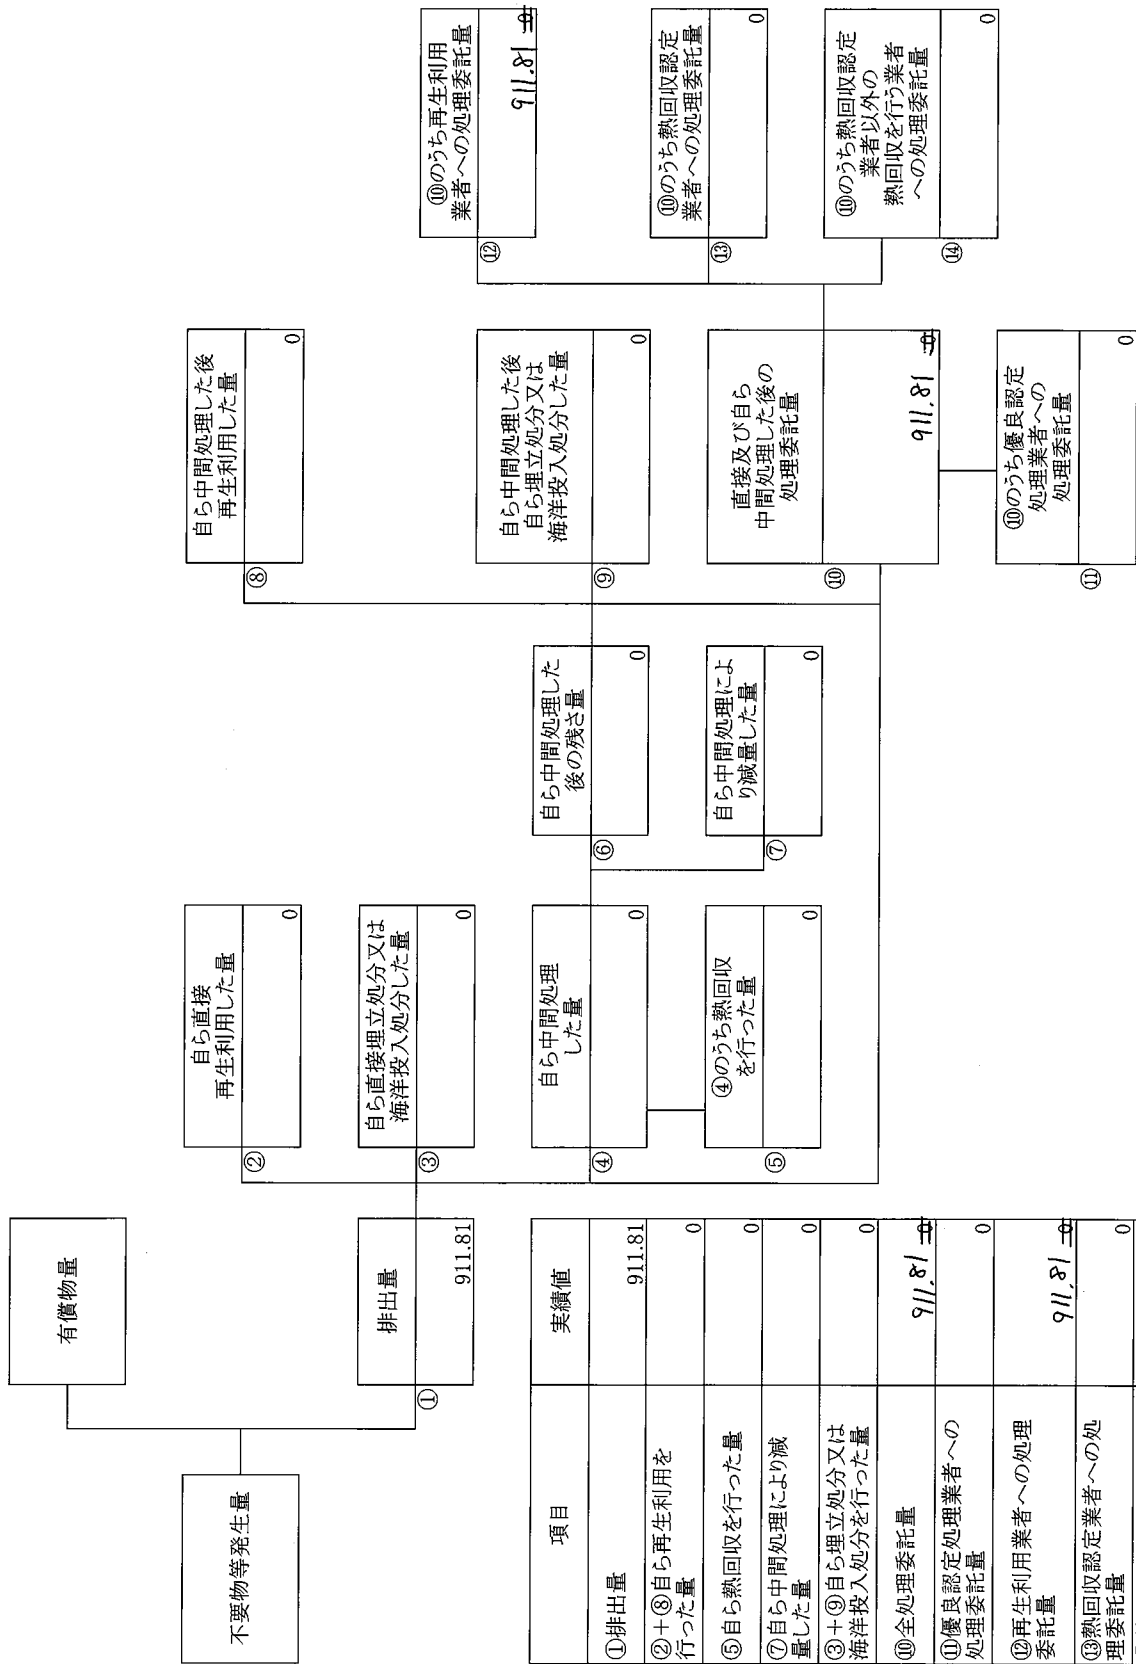 不要物等発生量
有償物量
排出量
①
911.81
自ら直接
再生利用した量
②
0
自ら直接埋立処分又は
海洋投入処分した量
③
0
自ら中間処理
した量
④
0
④のうち熱回収
を行った量
⑤
0
自ら中間処理した
後の残さ量
⑥
0
自ら中間処理によ
り減量した量
⑦
0
自ら中間処理した後
再生利用した量
⑧
0
自ら中間処理した後
自ら埋立処分又は
海洋投入処分した量
⑨
0
直接及び自ら
中間処理した後の
処理委託量
⑩
911.81 0
⑩のうち優良認定
処理業者への
処理委託量
⑪
0
⑩のうち再生利用
業者への処理委託量
⑫
911.81 0
⑩のうち熱回収認定
業者への処理委託量
⑬
0
⑩のうち熱回収認定
業者以外の
熱回収を行う業者
への処理委託量
⑭
0
項目 実績値
①排出量 911.81
②+⑧自ら再生利用を
行った量 0
⑤自ら熱回収を行った量 0
⑦自ら中間処理により減
量した量 0
③+⑨自ら埋立処分又は
海洋投入処分を行った量 0
⑩全処理委託量 911.81 0
⑪優良認定処理業者への
処理委託量 0
⑫再生利用業者への処理
委託量 911.81 0
⑬熱回収認定業者への処
理委託量 0